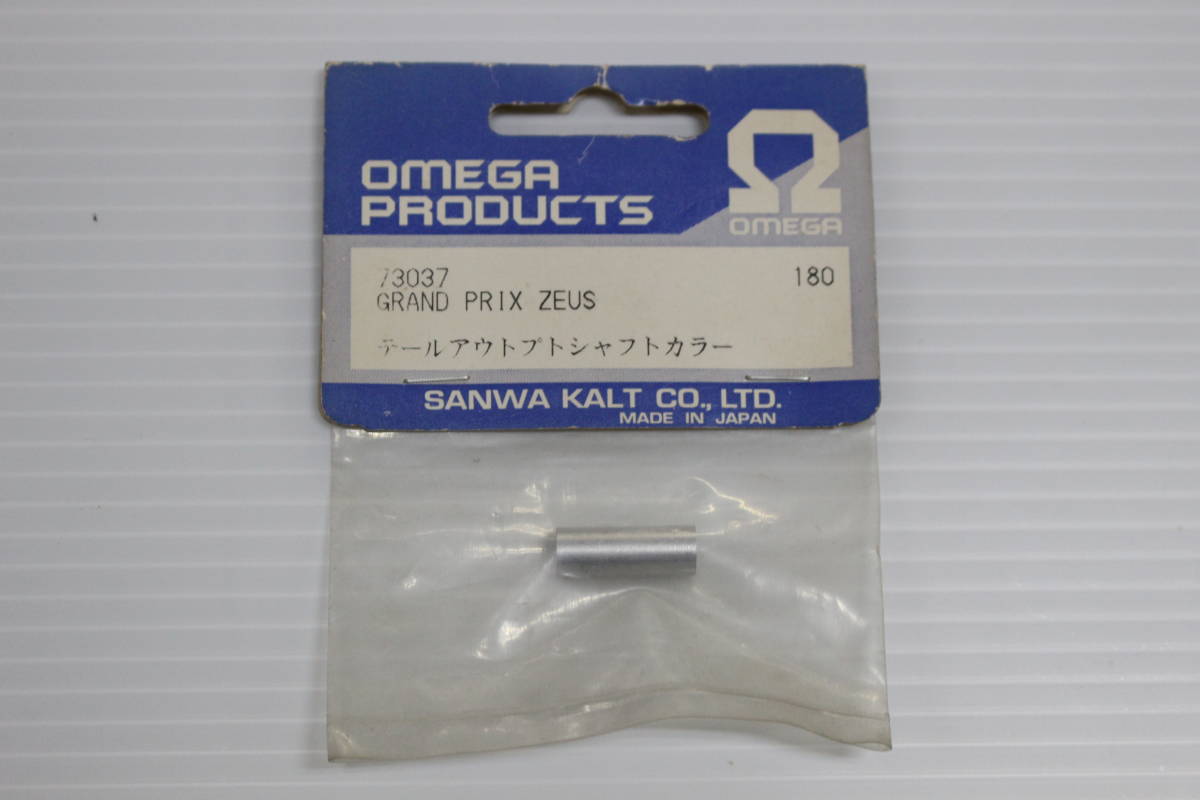 OMEGA
PRODUCTS
Ω
OMEGA
73037 180
GRAND PRIX ZEUS
テールアウトプトシャフトカラー
SANWA KALT CO., LTD.
MADE IN JAPAN